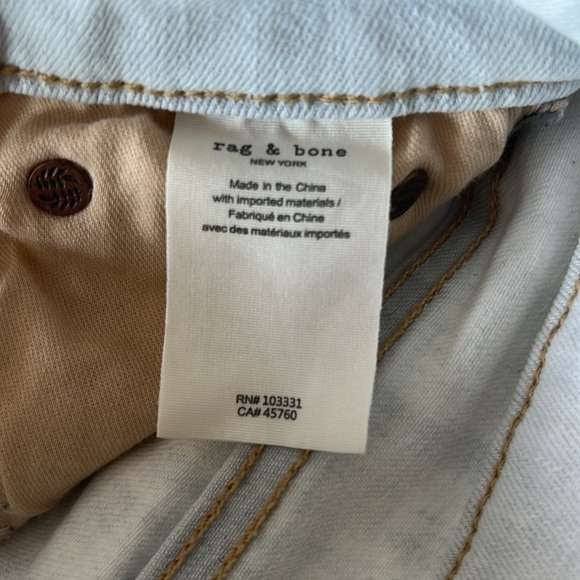 rag & bone
NEW YORK
Made in the China
with imported materials /
Fabriqué en Chine
avec des matériaux importés
RN# 103331
CA# 45760